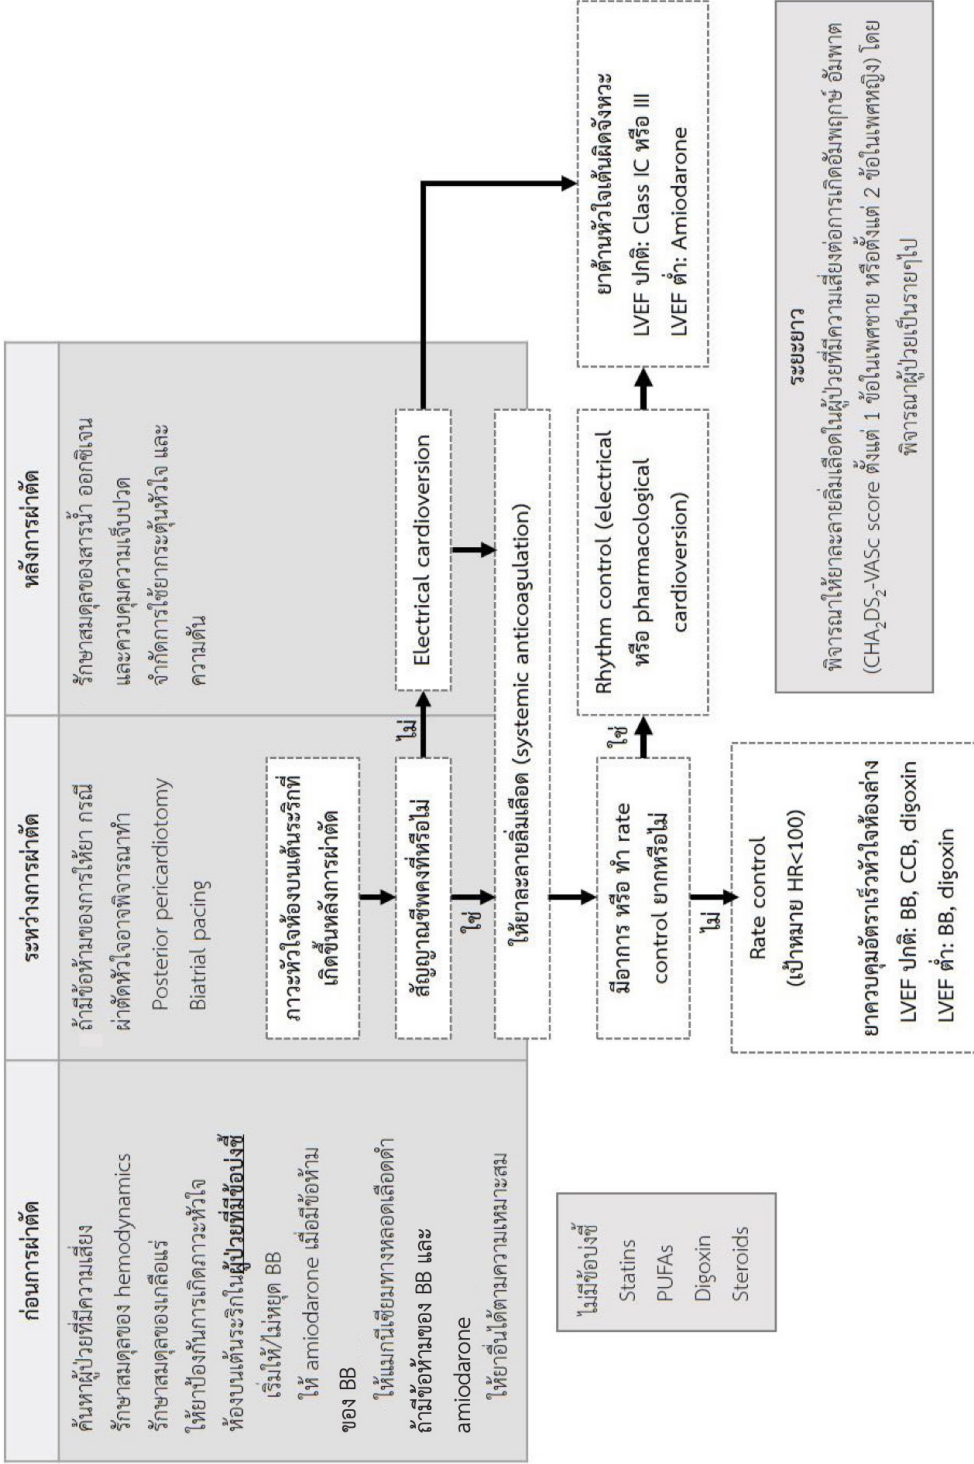 ก่อนการผ่าตัด
ค้นหาผู้ป่วยที่มีความเสี่ยง
รักษาสมดุลของ hemodynamics
รักษาสมดุลของเกลือแร่
ให้ยาป้องกันการเกิดภาวะหัวใจ
ห้องบนเต้นระริกในผู้ป่วยที่มีข้อบ่งชี้
เริ่มให้/ไม่หยุด BB
ให้ amiodarone เมื่อมีข้อห้าม
ของ BB
ให้แมกนีเซียมทางหลอดเลือดดำ
ถ้ามีข้อห้ามของ BB และ
amiodarone
ให้ยาอื่นได้ตามความเหมาะสม
ระหว่างการผ่าตัด
ถ้ามีข้อห้ามของการให้ยา กรณี
ผ่าตัดหัวใจอาจพิจารณาทำ
Posterior pericardiotomy
Biatrial pacing
หลังการผ่าตัด
รักษาสมดุลของสารน้ำ ออกซิเจน
และควบคุมความเจ็บปวด
จำกัดการใช้ยากระตุ้นหัวใจ และ
ความดัน
ภาวะหัวใจห้องบนเต้นระริกที่
เกิดขึ้นหลังการผ่าตัด
สัญญาณชีพคงที่หรือไม่
ไม่
Electrical cardioversion
ใช่
ให้ยาละลายลิ่มเลือด (systemic anticoagulation)
มีอาการ หรือ ทำ rate
control ยากหรือไม่
ใช่
Rhythm control (electrical
หรือ pharmacological
cardioversion)
ยาต้านหัวใจเต้นผิดจังหวะ
LVEF ปกติ: Class IC หรือ III
LVEF ต่ำ: Amiodarone
ไม่
Rate control
(เป้าหมาย HR<100)
ยาควบคุมอัตราเร็วหัวใจห้องล่าง
LVEF ปกติ: BB, CCB, digoxin
LVEF ต่ำ: BB, digoxin
ไม่มีข้อบ่งชี้
Statins
PUFAs
Digoxin
Steroids
ระยะยาว
พิจารณาให้ยาละลายลิ่มเลือดในผู้ป่วยที่มีความเสี่ยงต่อการเกิดอัมพฤกษ์ อัมพาต
(CHA₂DS₂-VASc score ตั้งแต่ 1 ข้อในเพศชาย หรือตั้งแต่ 2 ข้อในเพศหญิง) โดย
พิจารณาผู้ป่วยเป็นรายๆไป